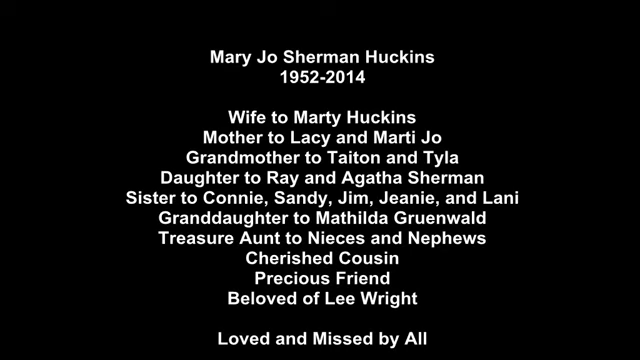 Mary Jo Sherman Huckins
1952-2014
Wife to Marty Huckins
Mother to Lacy and Marti Jo
Grandmother to Taiton and Tyla
Daughter to Ray and Agatha Sherman
Sister to Connie, Sandy, Jim, Jeanie, and Lani
Granddaughter to Mathilda Gruenwald
Treasure Aunt to Nieces and Nephews
Cherished Cousin
Precious Friend
Beloved of Lee Wright
Loved and Missed by All